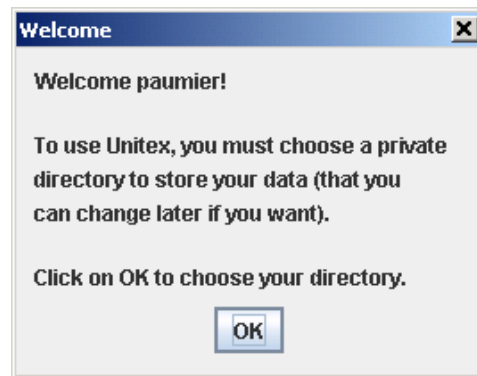 Welcome
Welcome paumier!
To use Unitex, you must choose a private
directory to store your data (that you
can change later if you want).
Click on OK to choose your directory.
OK